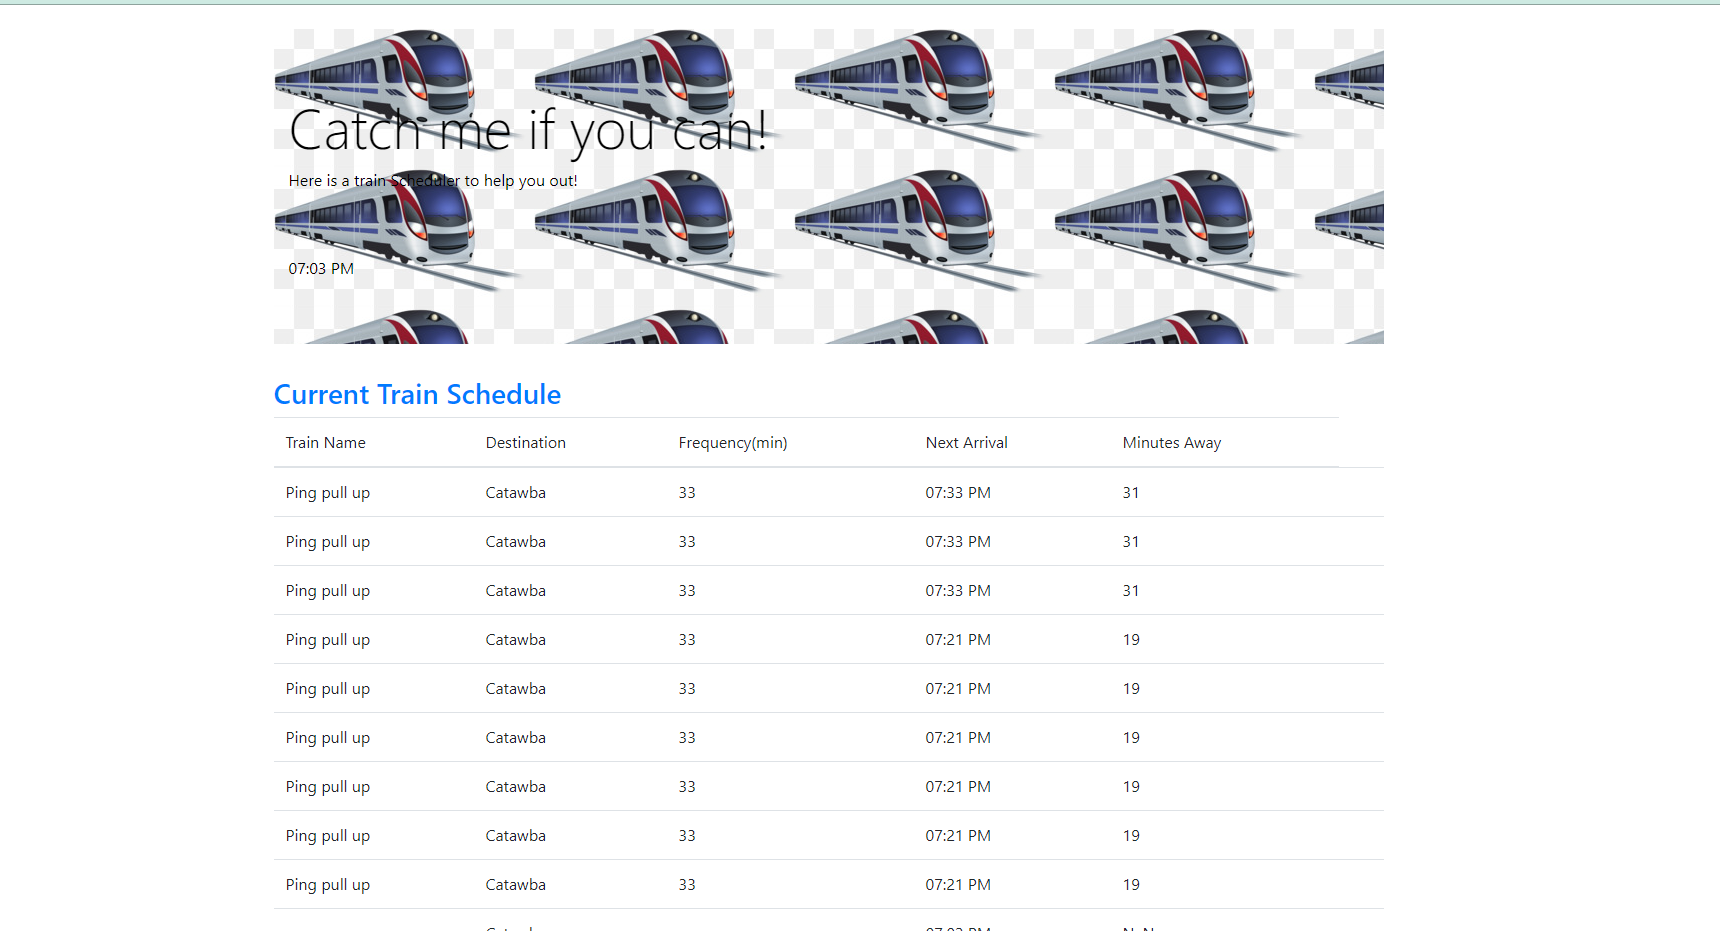 Catch me if you can!
Here is a train Scheduler to help you out!
07:03 PM
Current Train Schedule
Train Name Destination Frequency(min) Next Arrival Minutes Away
Ping pull up Catawba 33 07:33 PM 31
Ping pull up Catawba 33 07:33 PM 31
Ping pull up Catawba 33 07:33 PM 31
Ping pull up Catawba 33 07:21 PM 19
Ping pull up Catawba 33 07:21 PM 19
Ping pull up Catawba 33 07:21 PM 19
Ping pull up Catawba 33 07:21 PM 19
Ping pull up Catawba 33 07:21 PM 19
Ping pull up Catawba 33 07:21 PM 19